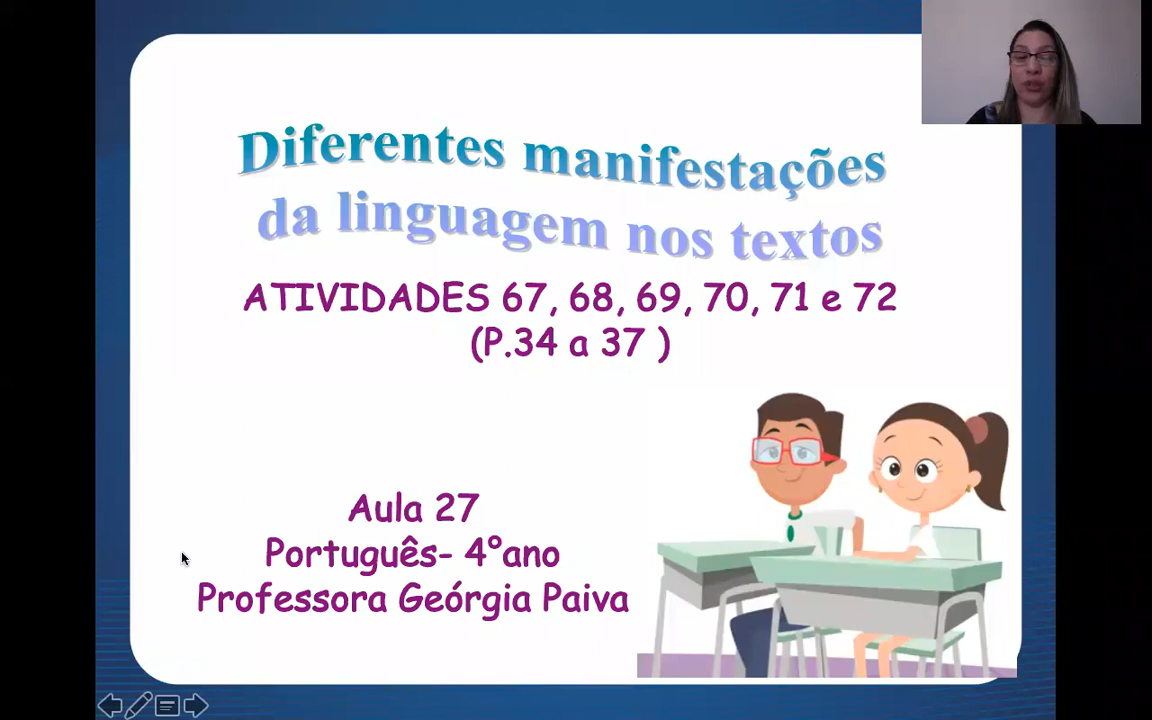 Diferentes manifestações
da linguagem nos textos
ATIVIDADES 67, 68, 69, 70, 71 e 72
(P.34 a 37 )
Aula 27
Português- 4°ano
Professora Geórgia Paiva